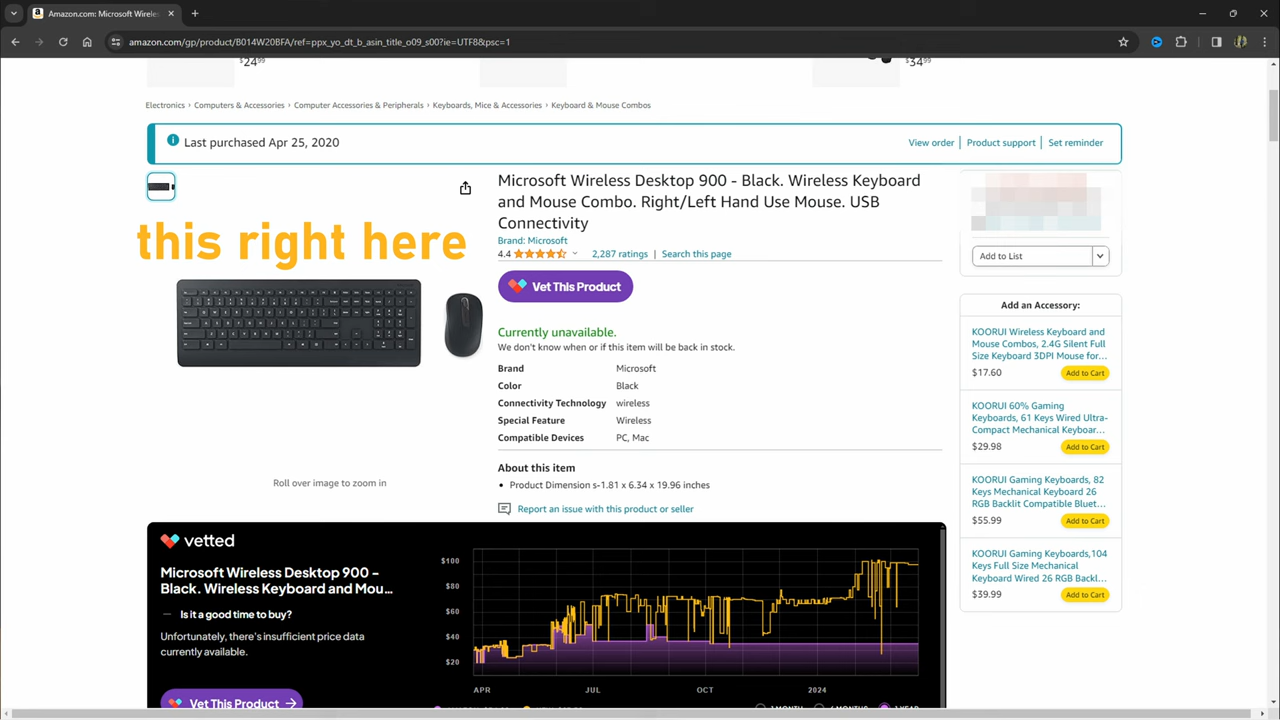 Amazon.com: Microsoft Wirele
amazon.com/gp/product/B014W20BFA/ref=ppx_yo_dt_b_asin_title_o09_s00?ie=UTF8&psc=1
$24.99
$34.99
Electronics › Computers & Accessories › Computer Accessories & Peripherals › Keyboards, Mice & Accessories › Keyboard & Mouse Combos
Last purchased Apr 25, 2020
View order | Product support | Set reminder
this right here
Microsoft Wireless Desktop 900 - Black. Wireless Keyboard
and Mouse Combo. Right/Left Hand Use Mouse. USB
Connectivity
Brand: Microsoft
4.4 2,287 ratings | Search this page
Vet This Product
Currently unavailable.
We don't know when or if this item will be back in stock.
Brand Microsoft
Color Black
Connectivity Technology wireless
Special Feature Wireless
Compatible Devices PC, Mac
About this item
• Product Dimension s-1.81 x 6.34 x 19.96 inches
Report an issue with this product or seller
Roll over image to zoom in
Add to List
Add an Accessory:
KOORUI Wireless Keyboard and
Mouse Combos, 2.4G Silent Full
Size Keyboard 3DPI Mouse for...
$17.60 Add to Cart
KOORUI 60% Gaming
Keyboards, 61 Keys Wired Ultra-
Compact Mechanical Keyboar...
$29.98 Add to Cart
KOORUI Gaming Keyboards, 82
Keys Mechanical Keyboard 26
RGB Backlit Compatible Bluet...
$55.99 Add to Cart
KOORUI Gaming Keyboards,104
Keys Full Size Mechanical
Keyboard Wired 26 RGB Backl...
$39.99 Add to Cart
vetted
Microsoft Wireless Desktop 900 -
Black. Wireless Keyboard and Mou...
— Is it a good time to buy?
Unfortunately, there's insufficient price data
currently available.
Vet This Product →
$100
$80
$60
$40
$20
APR JUL OCT 2024